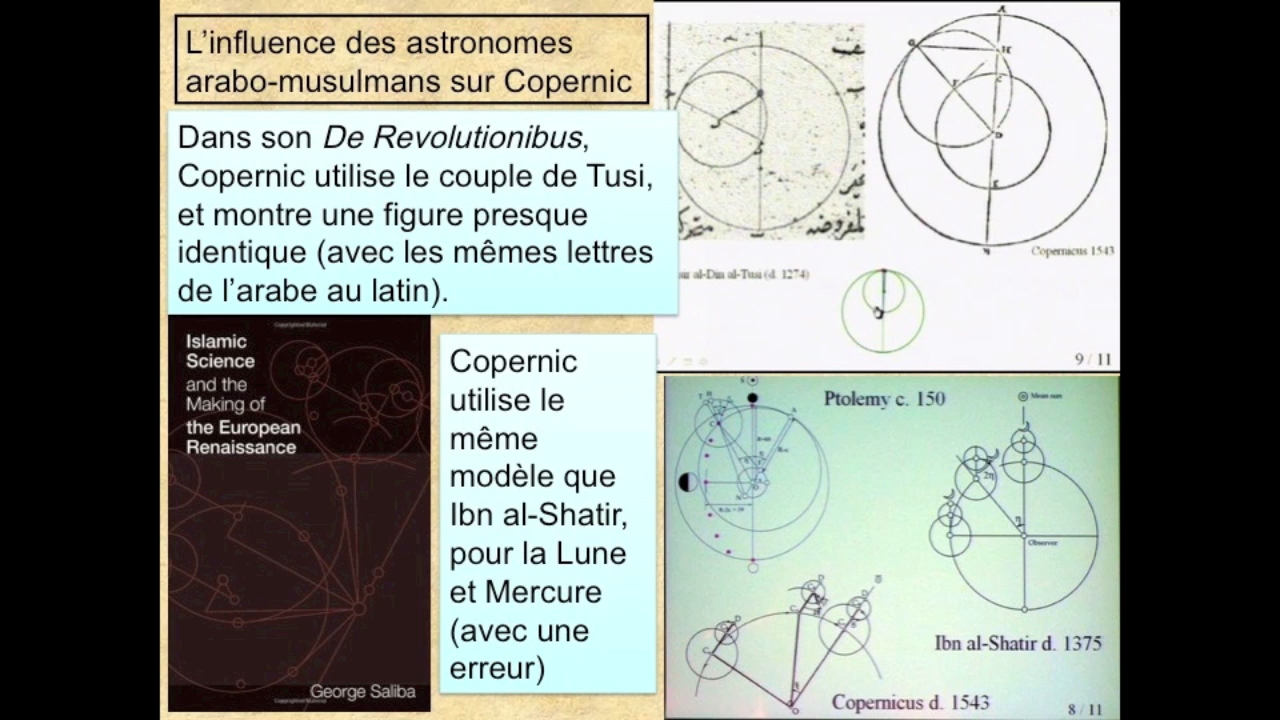 L’influence des astronomes
arabo-musulmans sur Copernic
Dans son De Revolutionibus,
Copernic utilise le couple de Tusi,
et montre une figure presque
identique (avec les mêmes lettres
de l’arabe au latin).
Copernicus 1543
al-Din al-Tusi (d. 1274)
9 / 11
Copyrighted Material
Islamic
Science
and the
Making of
the European
Renaissance
George Saliba
Copyrighted Material
Copernic
utilise le
même
modèle que
Ibn al-Shatir,
pour la Lune
et Mercure
(avec une
erreur)
Ptolemy c. 150
Mean sun
Observer
Ibn al-Shatir d. 1375
Copernicus d. 1543
8 / 11